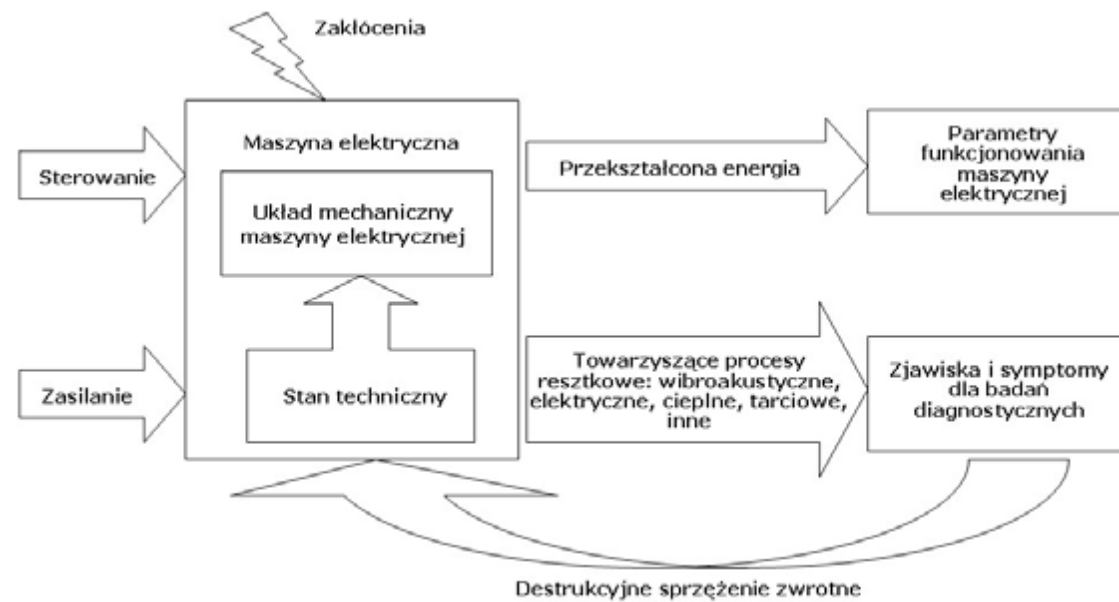 Zakłócenia
Maszyna elektryczna
Sterowanie
Układ mechaniczny
maszyny elektrycznej
Przekształcona energia
Parametry
funkcjonowania
maszyny
elektrycznej
Zasilanie
Stan techniczny
Towarzyszące procesy
resztkowe: wibroakustyczne,
elektryczne, cieplne, tarciowe,
inne
Zjawiska i symptomy
dla badań
diagnostycznych
Destrukcyjne sprzężenie zwrotne